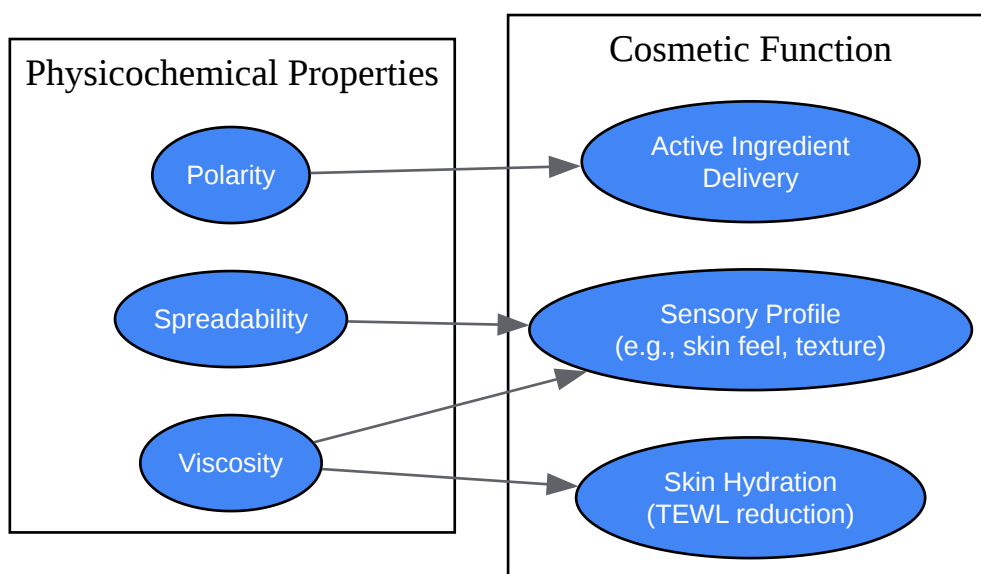 Physicochemical Properties
Polarity
Spreadability
Viscosity
Cosmetic Function
Active Ingredient
Delivery
Sensory Profile
(e.g., skin feel, texture)
Skin Hydration
(TEWL reduction)